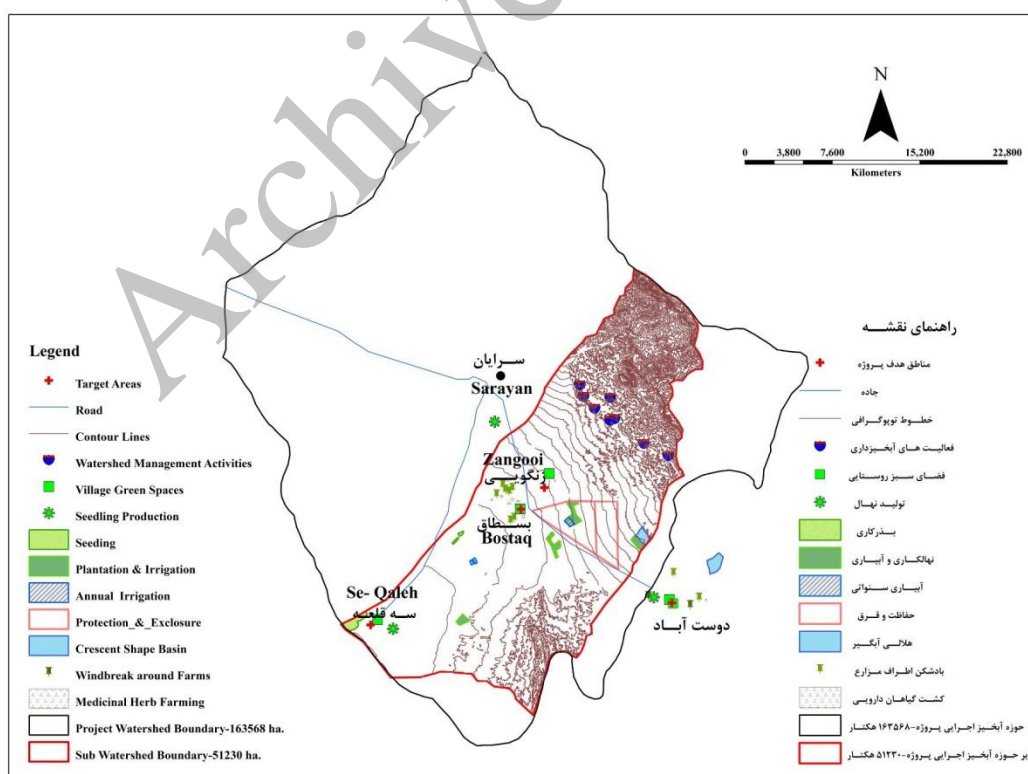 Archive
N
0 3,800 7,600 15,200 22,800
Kilometers
سرایان
Sarayan
Zangooi
زنگویی
بسطاق
Bostaq
Se- Qaleh
سه قلعه
دوست آباد
Legend
Target Areas
Road
Contour Lines
Watershed Management Activities
Village Green Spaces
Seedling Production
Seeding
Plantation & Irrigation
Annual Irrigation
Protection_&_Exclosure
Crescent Shape Basin
Windbreak around Farms
Medicinal Herb Farming
Project Watershed Boundary-163568 ha.
Sub Watershed Boundary-51230 ha.
راهنمای نقشه
مناطق هدف پروژه
جاده
خطوط توپوگرافی
فعالیت های آبخیزداری
فضای سبز روستایی
تولید نهال
بذرکاری
نهالکاری و آبیاری
آبیاری سنواتی
حفاظت و قرق
هلالی آبگیر
بادشکن اطراف مزارع
کشت گیاهان دارویی
حوزه آبخیز اجرایی پروژه-۱۶۳۵۶۸ هکتار
حوزه آبخیز اجرایی پروژه-۵۱۲۳۰ هکتار